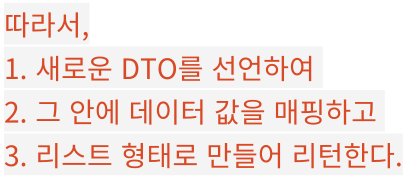 따라서,
1. 새로운 DTO를 선언하여
2. 그 안에 데이터 값을 매핑하고
3. 리스트 형태로 만들어 리턴한다.